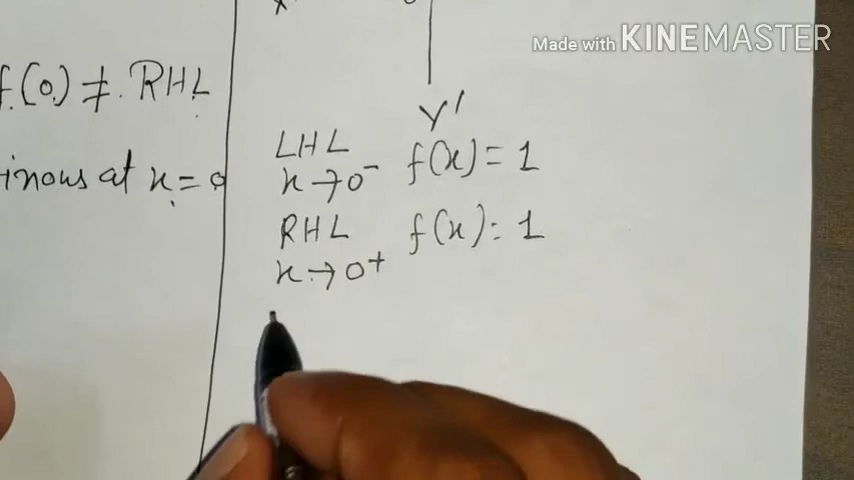 Made with KINEMASTER
f(0) ≠ RHL
inous at x = 0
Y'
LHL f(x) = 1
x → 0⁻
RHL f(x) = 1
x → 0⁺